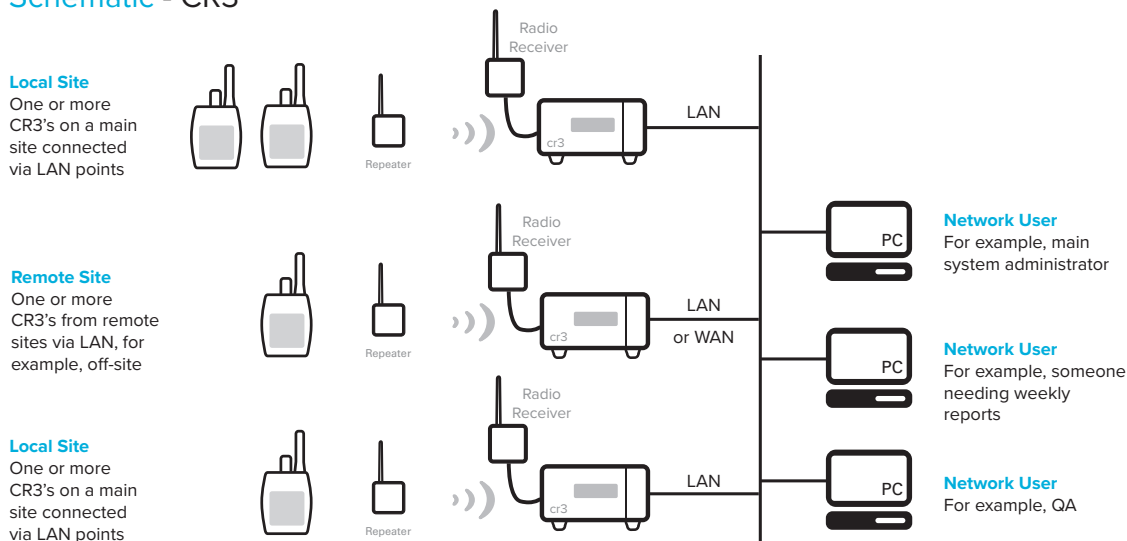 Schematic - CR3
Local Site
One or more
CR3's on a main
site connected
via LAN points
Repeater
Radio
Receiver
cr3
LAN
Remote Site
One or more
CR3's from remote
sites via LAN, for
example, off-site
Repeater
Radio
Receiver
cr3
LAN
or WAN
Local Site
One or more
CR3's on a main
site connected
via LAN points
Repeater
Radio
Receiver
cr3
LAN
PC
Network User
For example, main
system administrator
PC
Network User
For example, someone
needing weekly
reports
PC
Network User
For example, QA